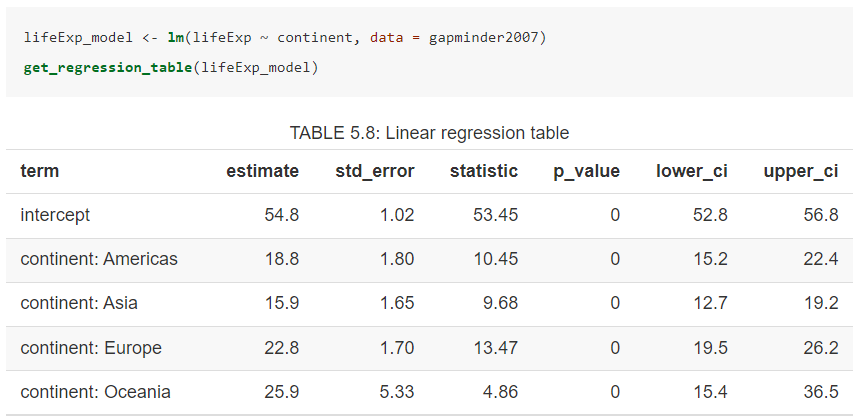 lifeExp_model <- lm(lifeExp ~ continent, data = gapminder2007)
get_regression_table(lifeExp_model)
TABLE 5.8: Linear regression table
term estimate std_error statistic p_value lower_ci upper_ci
intercept 54.8 1.02 53.45 0 52.8 56.8
continent: Americas 18.8 1.80 10.45 0 15.2 22.4
continent: Asia 15.9 1.65 9.68 0 12.7 19.2
continent: Europe 22.8 1.70 13.47 0 19.5 26.2
continent: Oceania 25.9 5.33 4.86 0 15.4 36.5